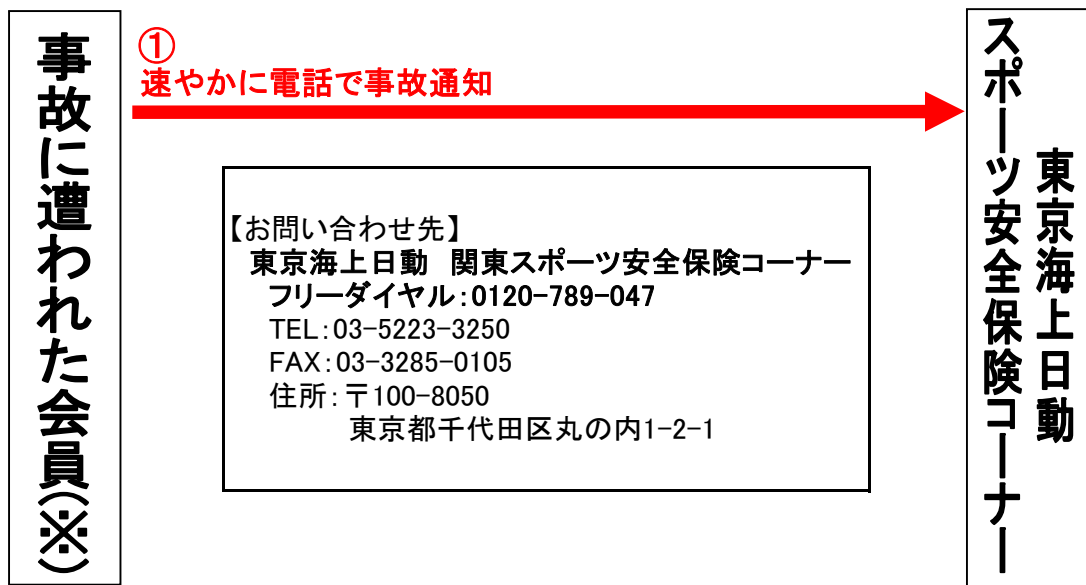 事故に遭われた会員(※)
①
速やかに電話で事故通知
【お問い合わせ先】
東京海上日動 関東スポーツ安全保険コーナー
フリーダイヤル:0120-789-047
TEL:03-5223-3250
FAX:03-3285-0105
住所:〒100-8050
東京都千代田区丸の内1-2-1
東京海上日動
スポーツ安全保険コーナー